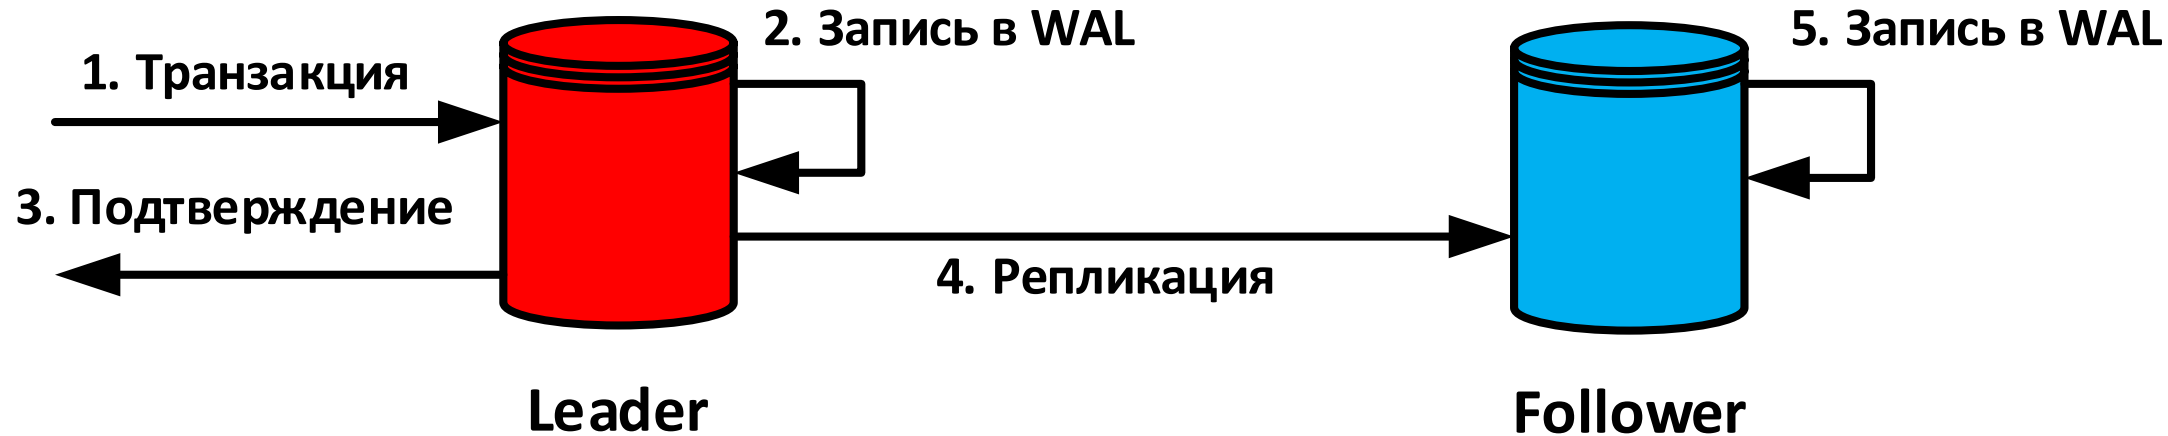 1. Транзакция
2. Запись в WAL
3. Подтверждение
4. Репликация
5. Запись в WAL
Leader
Follower